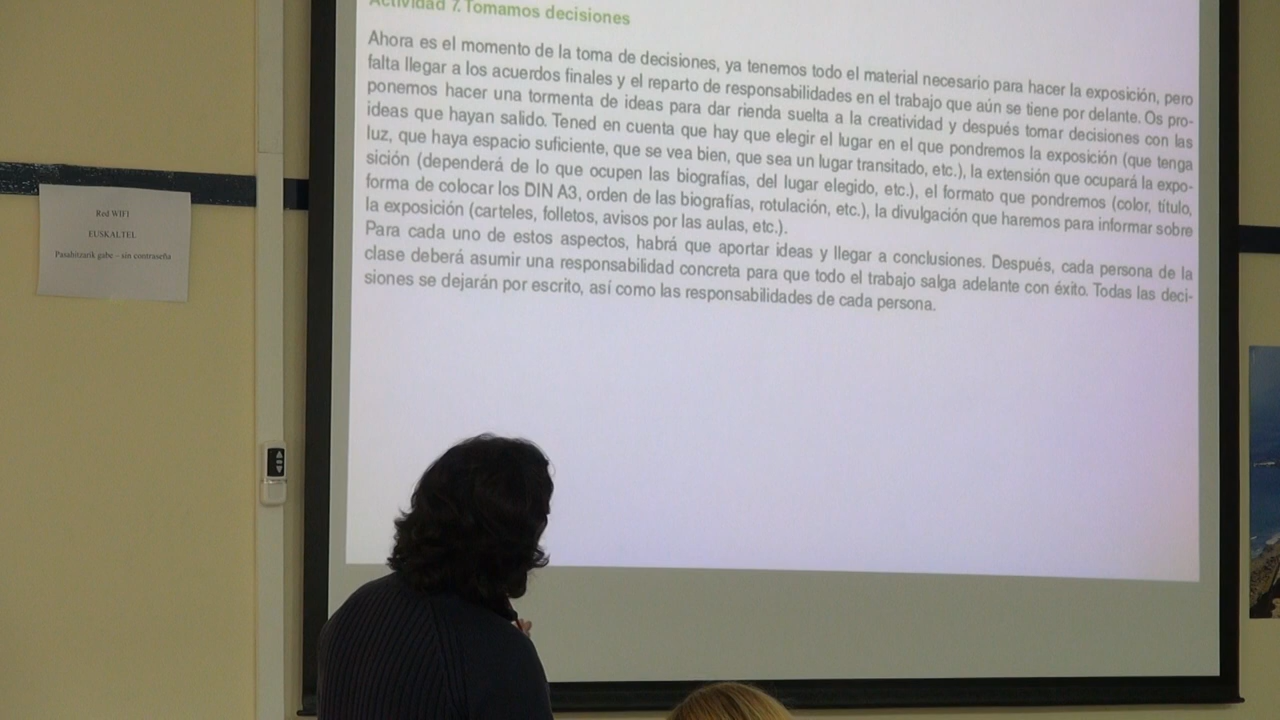 Red WIFI
EUSKALTEL
Pasahitzarik gabe – sin contraseña
Actividad 7. Tomamos decisiones
Ahora es el momento de la toma de decisiones, ya tenemos todo el material necesario para hacer la exposición, pero
falta llegar a los acuerdos finales y el reparto de responsabilidades en el trabajo que aún se tiene por delante. Os pro-
ponemos hacer una tormenta de ideas para dar rienda suelta a la creatividad y después tomar decisiones con las
ideas que hayan salido. Tened en cuenta que hay que elegir el lugar en el que pondremos la exposición (que tenga
luz, que haya espacio suficiente, que se vea bien, que sea un lugar transitado, etc.), la extensión que ocupará la expo-
sición (dependerá de lo que ocupen las biografías, del lugar elegido, etc.), el formato que pondremos (color, título,
forma de colocar los DIN A3, orden de las biografías, rotulación, etc.), la divulgación que haremos para informar sobre
la exposición (carteles, folletos, avisos por las aulas, etc.).
Para cada uno de estos aspectos, habrá que aportar ideas y llegar a conclusiones. Después, cada persona de la
clase deberá asumir una responsabilidad concreta para que todo el trabajo salga adelante con éxito. Todas las deci-
siones se dejarán por escrito, así como las responsabilidades de cada persona.